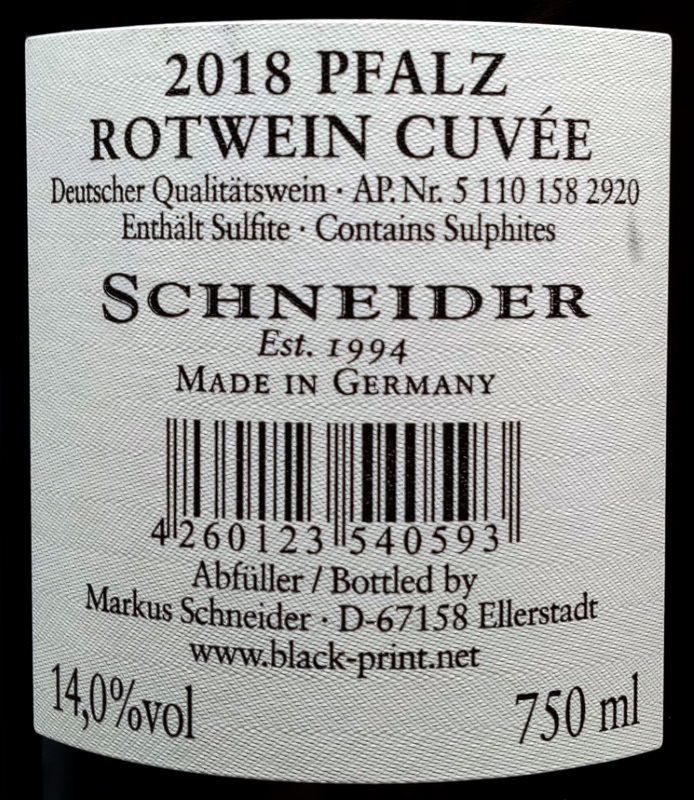 2018 PFALZ
ROTWEIN CUVÉE
Deutscher Qualitätswein · AP. Nr. 5 110 158 2920
Enthält Sulfite · Contains Sulphites
SCHNEIDER
Est. 1994
MADE IN GERMANY
4 260123 540593
Abfüller / Bottled by
Markus Schneider · D-67158 Ellerstadt
www.black-print.net
14,0%vol
750 ml